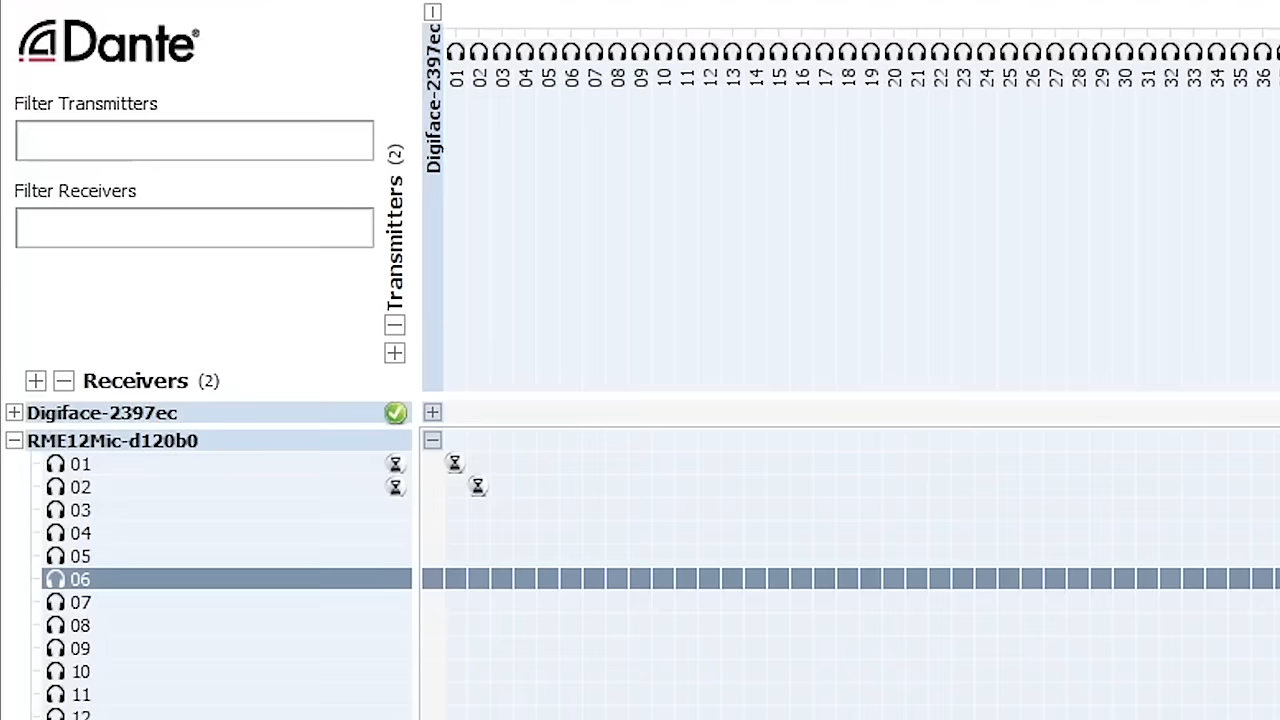 Dante®
Filter Transmitters
Filter Receivers
Transmitters (2)
Digiface-2397ec
01 02 03 04 05 06 07 08 09 10 11 12 13 14 15 16 17 18 19 20 21 22 23 24 25 26 27 28 29 30 31 32 33 34 35 36
Receivers (2)
Digiface-2397ec
RME12Mic-d120b0
01
02
03
04
05
06
07
08
09
10
11
12